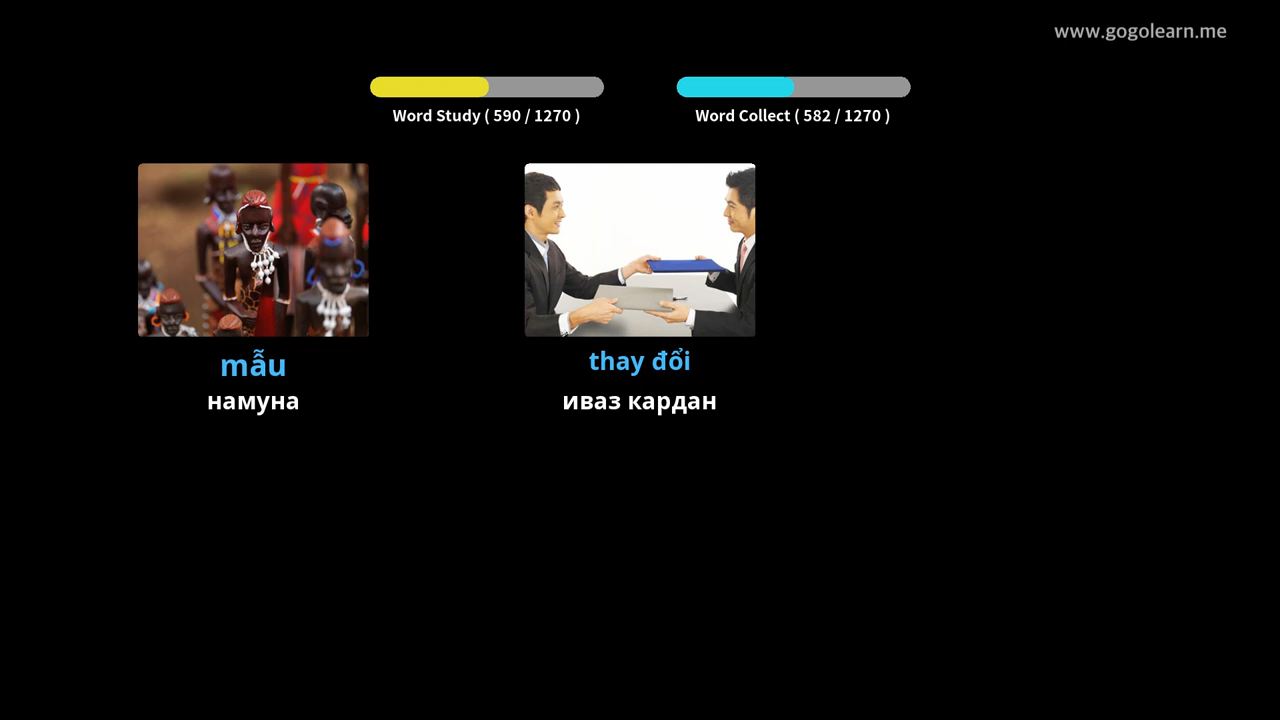 www.gogolearn.me
Word Study ( 590 / 1270 )
Word Collect ( 582 / 1270 )
mẫu
намуна
thay đổi
иваз кардан